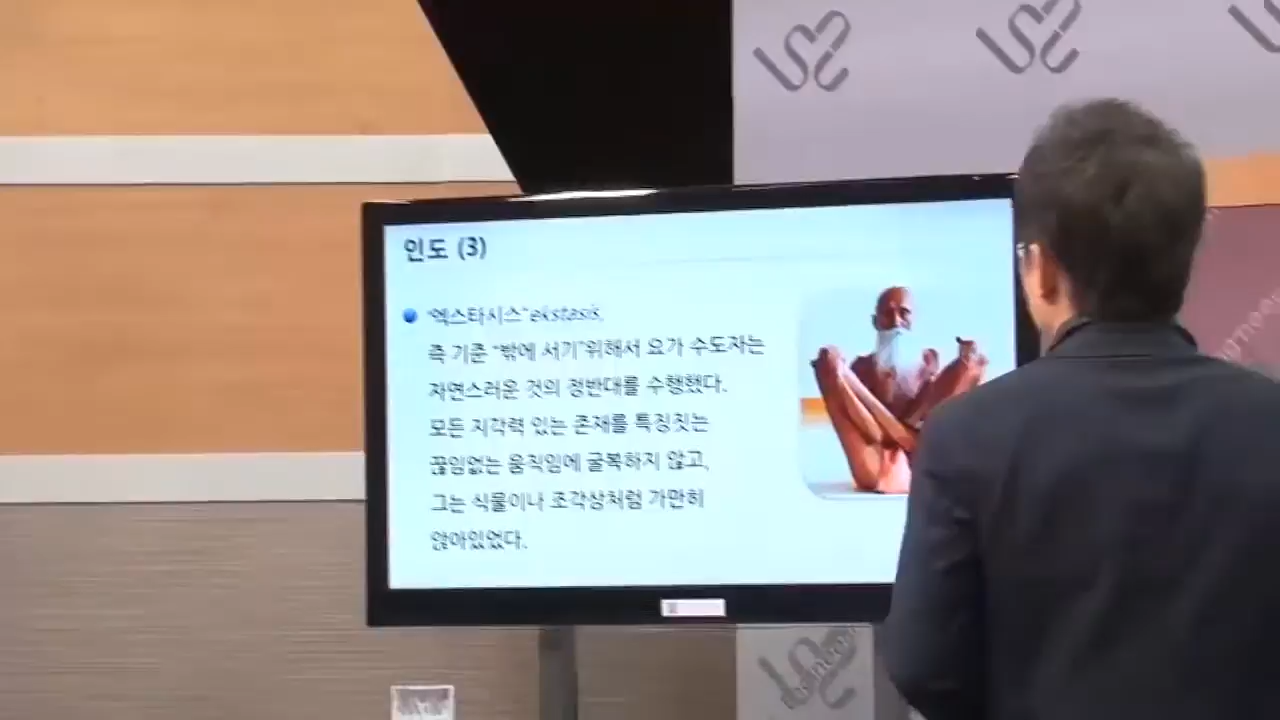 인도 (3)
"엑스타시스"ekstasis,
즉 기준 "밖에 서기"위해서 요가 수도자는
자연스러운 것의 정반대를 수행했다.
모든 지각력 있는 존재를 특징짓는
끊임없는 움직임에 굴복하지 않고,
그는 식물이나 조각상처럼 가만히
앉아있었다.